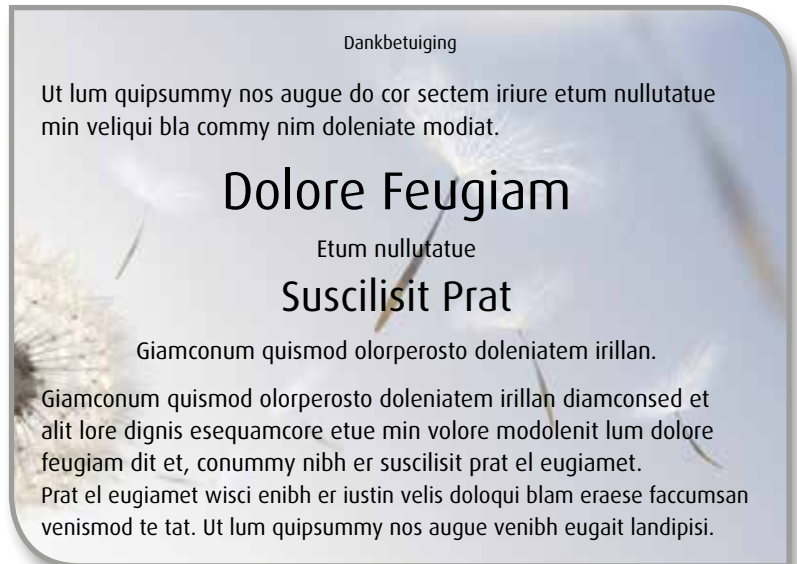 Dankbetuiging
Ut lum quipsummy nos augue do cor sectem iriure etum nullutatue
min veliqui bla commy nim doleniate modiat.
Dolore Feugiam
Etum nullutatue
Suscilisit Prat
Giamconum quismod olorperosto doleniatem irillan.
Giamconum quismod olorperosto doleniatem irillan diamconsed et
alit lore dignis esequamcore etue min volore modolenit lum dolore
feugiam dit et, conummy nibh er suscilisit prat el eugiamet.
Prat el eugiamet wisci enibh er iustin velis doloqui blam eraese faccumsan
venismod te tat. Ut lum quipsummy nos augue venibh eugait landipisi.